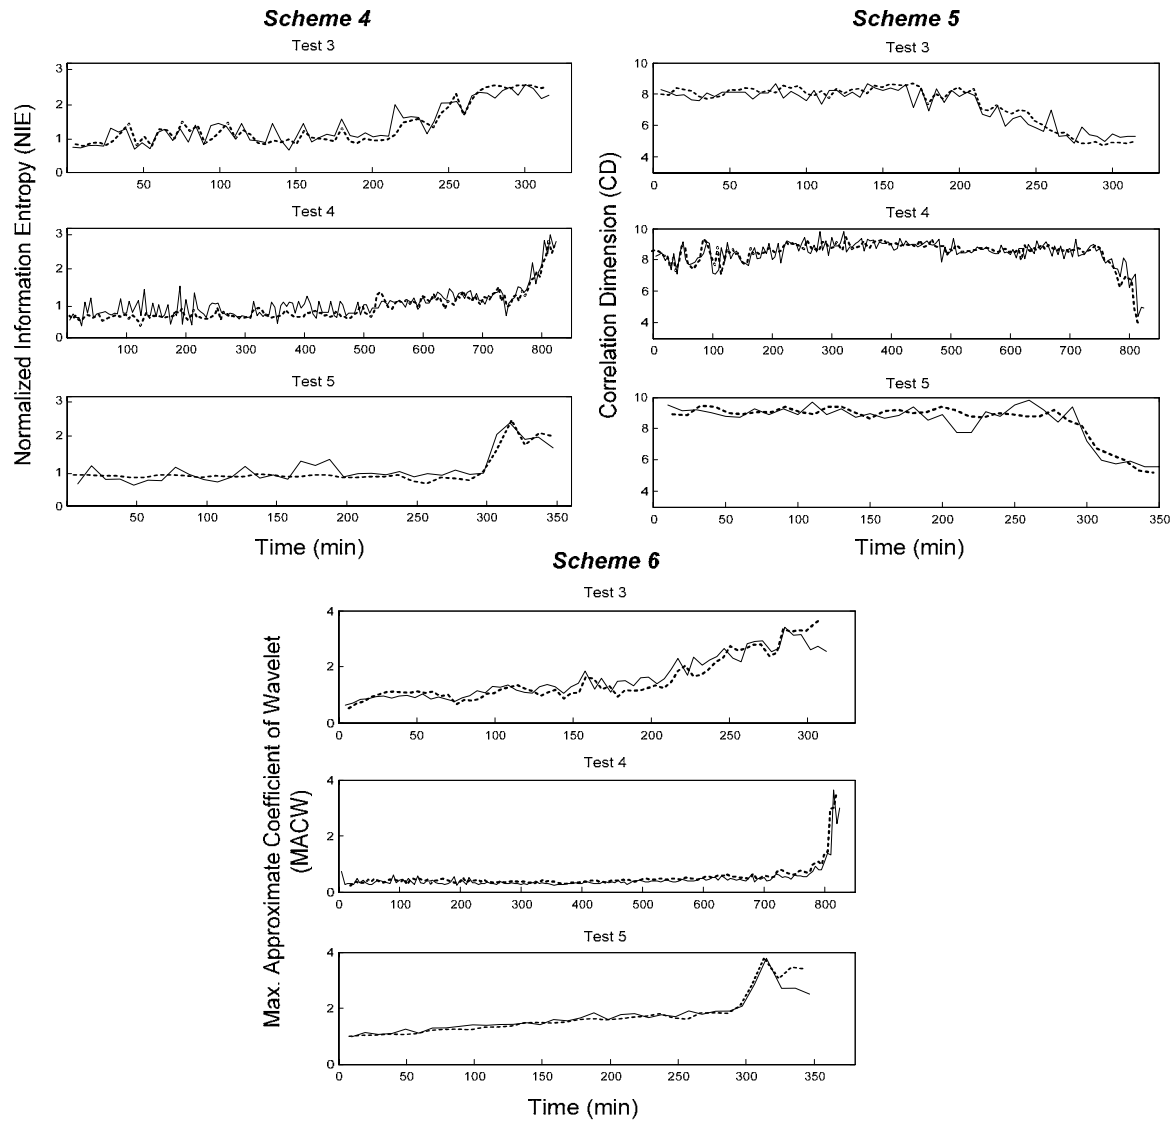 Scheme 4
Test 3
Normalized Information Entropy (NIE)
3
2
1
0
50 100 150 200 250 300
Test 4
3
2
1
0
100 200 300 400 500 600 700 800
Test 5
3
2
1
0
50 100 150 200 250 300 350
Time (min)
Scheme 5
Test 3
Correlation Dimension (CD)
10
8
6
4
0 50 100 150 200 250 300
Test 4
10
8
6
4
0 100 200 300 400 500 600 700 800
Test 5
10
8
6
4
0 50 100 150 200 250 300 350
Time (min)
Scheme 6
Test 3
Max. Approximate Coefficient of Wavelet
(MACW)
4
2
0
0 50 100 150 200 250 300
Test 4
4
2
0
0 100 200 300 400 500 600 700 800
Test 5
4
2
0
0 50 100 150 200 250 300 350
Time (min)